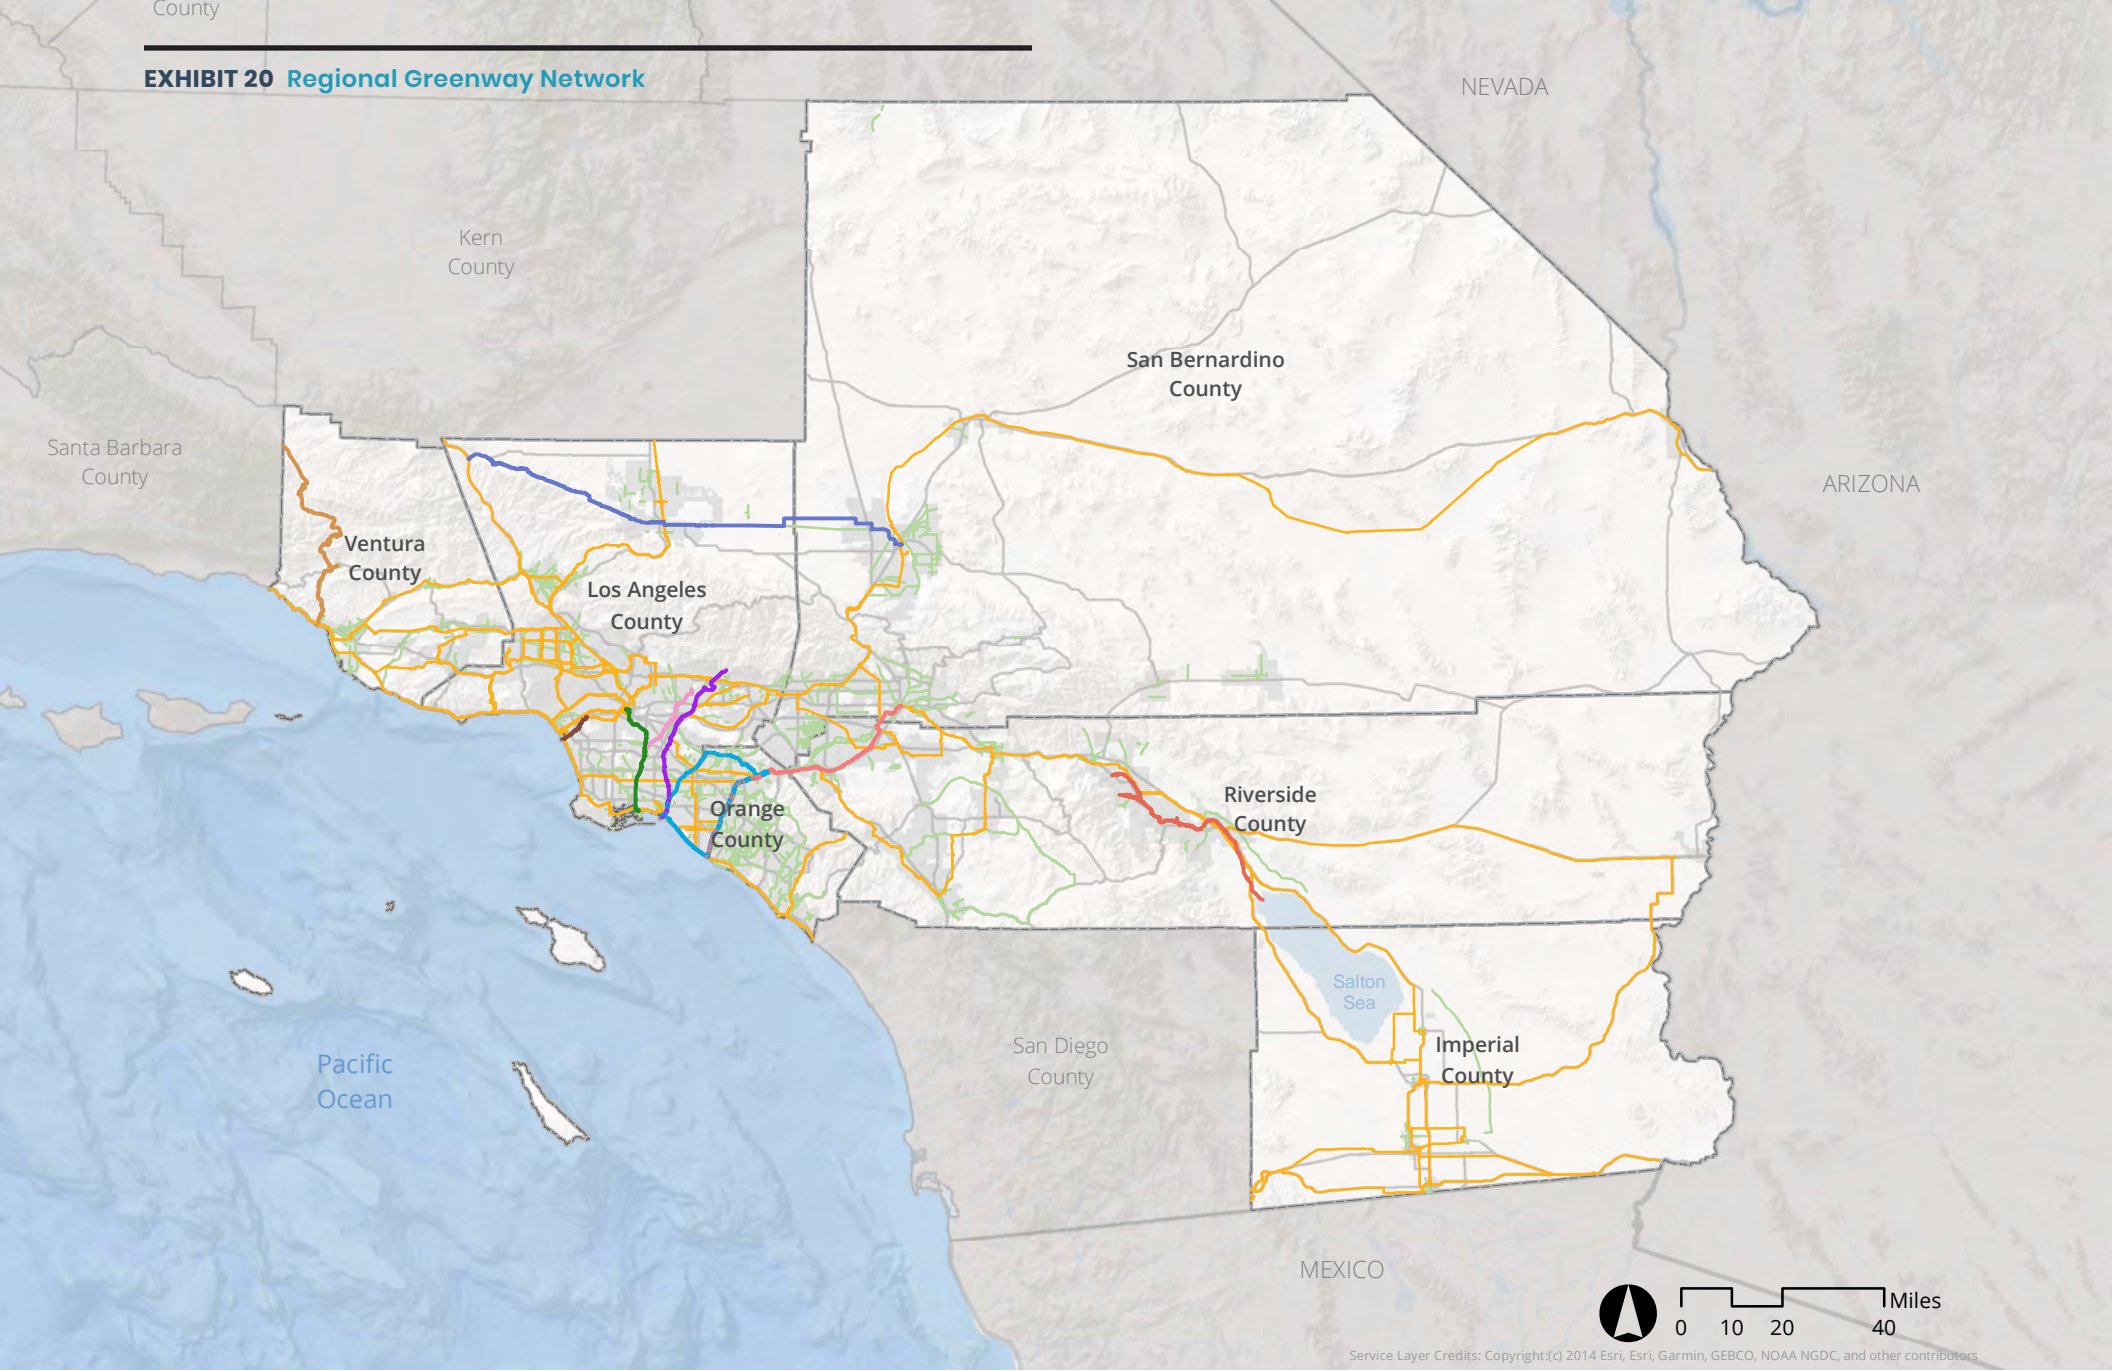 County
EXHIBIT 20 Regional Greenway Network
NEVADA
Kern
County
San Bernardino
County
Santa Barbara
County
ARIZONA
Ventura
County
Los Angeles
County
Riverside
County
Orange
County
Salton
Sea
Imperial
County
San Diego
County
Pacific
Ocean
MEXICO
Miles
0 10 20 40
Service Layer Credits: Copyright:(c) 2014 Esri, Esri, Garmin, GEBCO, NOAA NGDC, and other contributors